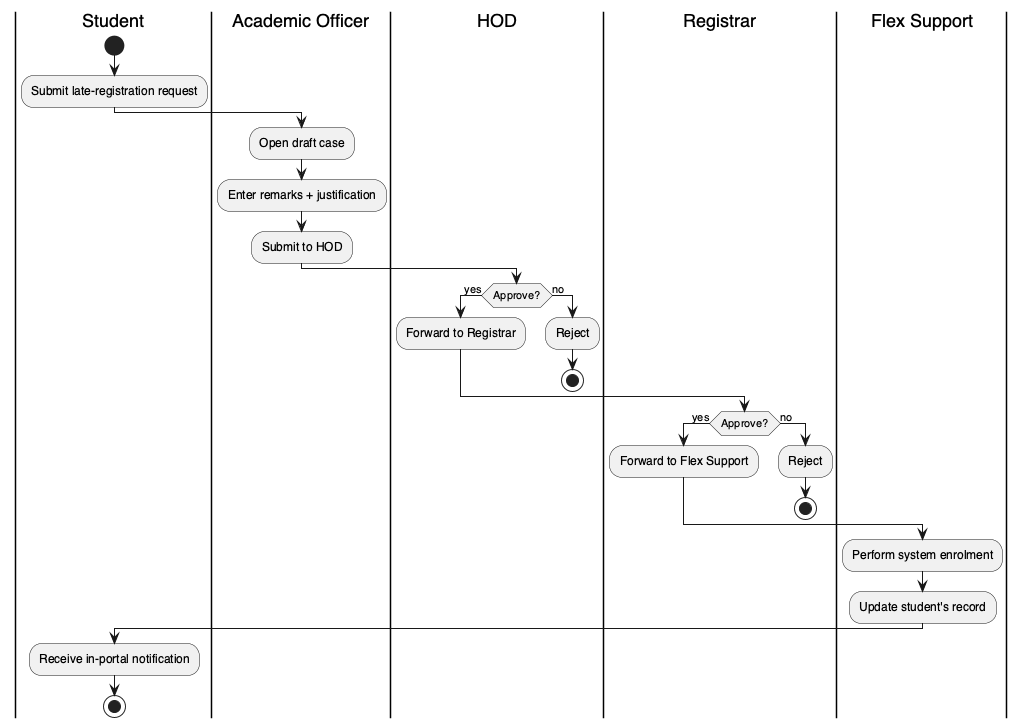 Student
Academic Officer
HOD
Registrar
Flex Support
Submit late-registration request
Open draft case
Enter remarks + justification
Submit to HOD
Approve?
yes
no
Forward to Registrar
Reject
Approve?
yes
no
Forward to Flex Support
Reject
Perform system enrolment
Update student's record
Receive in-portal notification